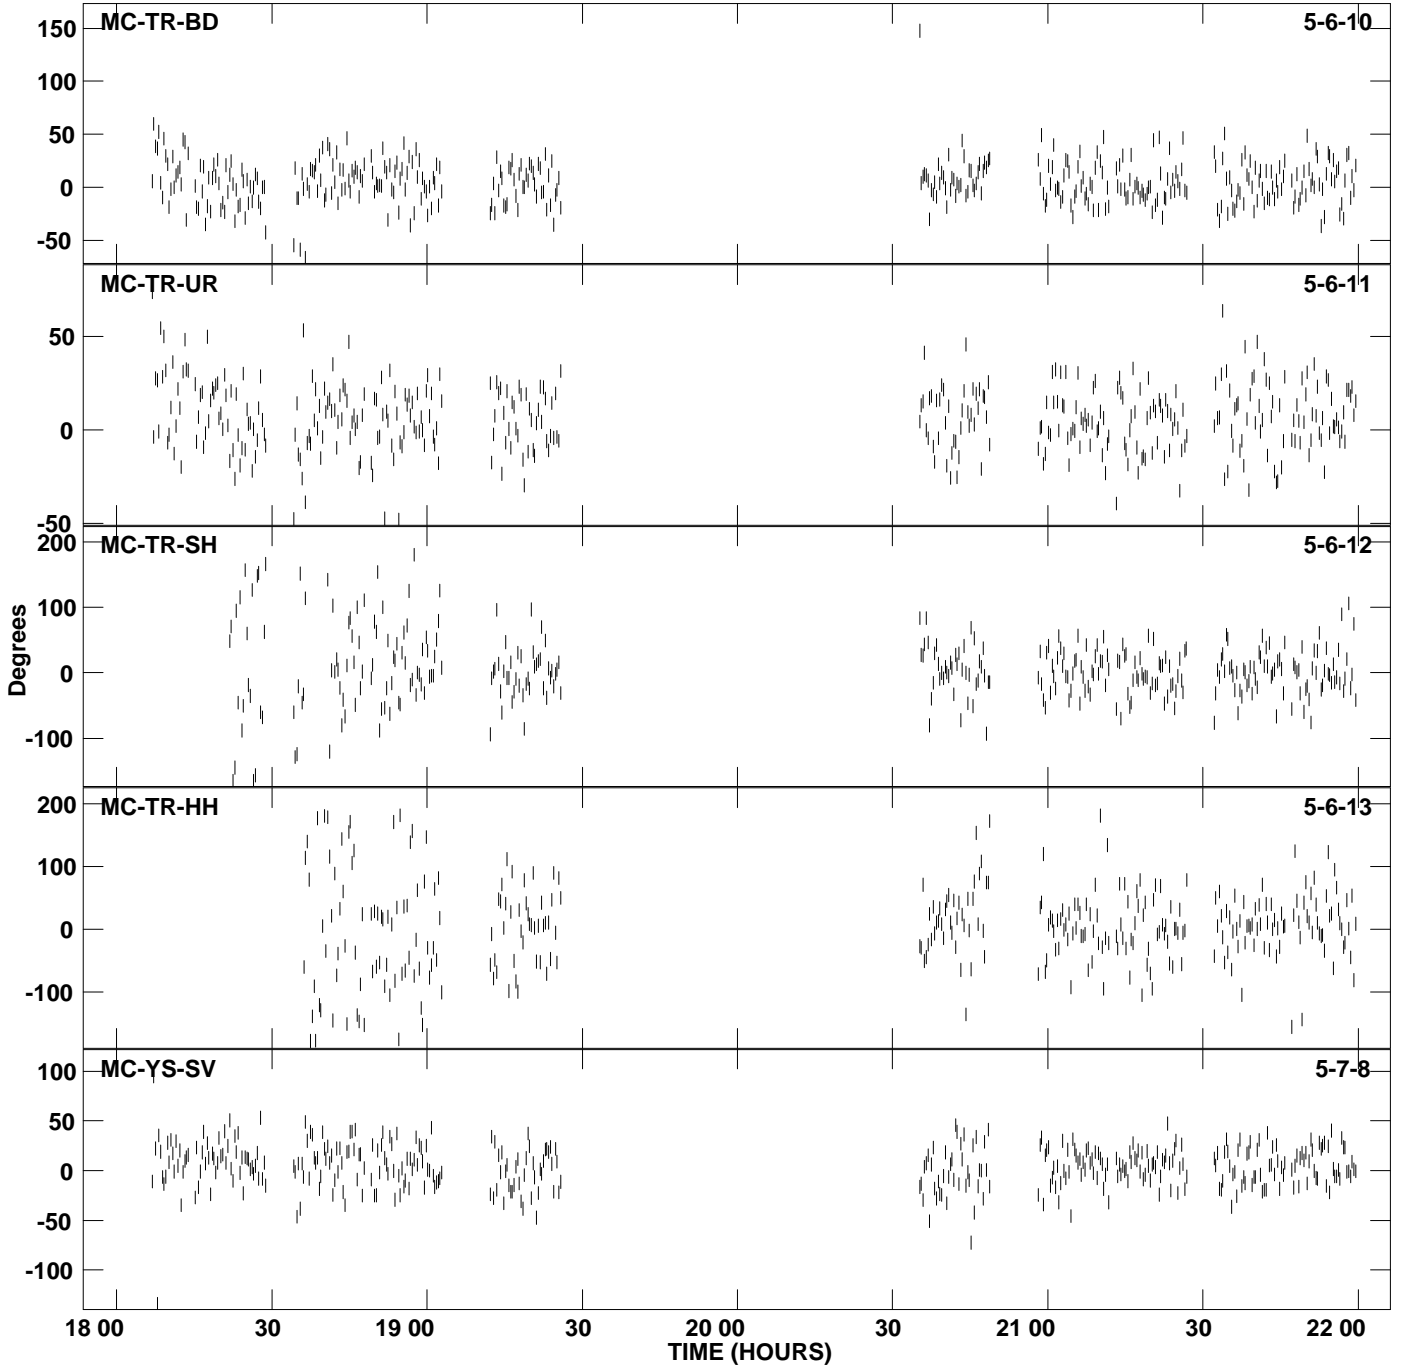 MC-TR-BD 5-6-10
150
100
50
0
-50
MC-TR-UR 5-6-11
50
0
-50
MC-TR-SH 5-6-12
200
100
0
-100
MC-TR-HH 5-6-13
200
100
0
-100
MC-YS-SV 5-7-8
100
50
0
-50
-100
Degrees
18 00 30 19 00 30 20 00 30 21 00 30 22 00
TIME (HOURS)